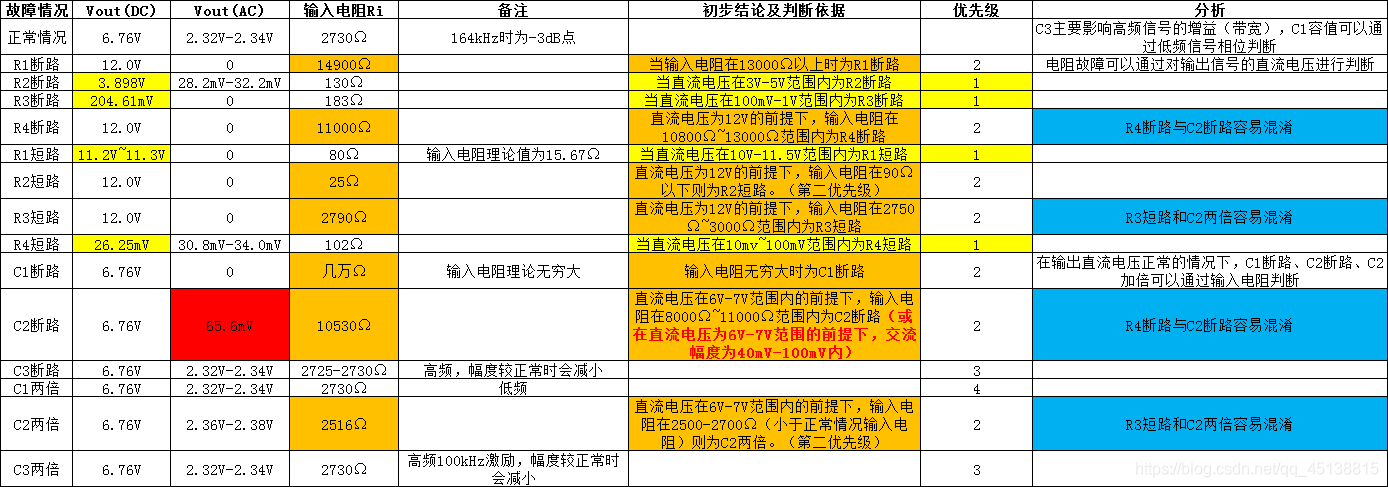 故障情况 Vout(DC) Vout(AC) 输入电阻Ri 备注 初步结论及判断依据 优先级 分析
正常情况 6.76V 2.32V-2.34V 2730Ω 164kHz时为-3dB点 C3主要影响高频信号的增益（带宽），C1容值可以通
过低频信号相位判断
R1断路 12.0V 0 14900Ω 当输入电阻在13000Ω以上时为R1断路 2 电阻故障可以通过对输出信号的直流电压进行判断
R2断路 3.898V 28.2mV-32.2mV 130Ω 当直流电压在3V-5V范围内为R2断路 1
R3断路 204.61mV 0 183Ω 当直流电压在100mV-1V范围内为R3断路 1
R4断路 12.0V 0 11000Ω 直流电压为12V的前提下，输入电阻在
10800Ω~13000Ω范围内为R4断路 2 R4断路与C2断路容易混淆
R1短路 11.2V~11.3V 0 80Ω 输入电阻理论值为15.67Ω 当直流电压在10V-11.5V范围内为R1短路 1
R2短路 12.0V 0 25Ω 直流电压为12V的前提下，输入电阻在90Ω
以下则为R2短路。（第二优先级） 2
R3短路 12.0V 0 2790Ω 直流电压为12V的前提下，输入电阻在2750
Ω~3000Ω范围内为R3短路 2 R3短路和C2两倍容易混淆
R4短路 26.25mV 30.8mV-34.0mV 102Ω 当直流电压在10mv~100mV范围内为R4短路 1
C1断路 6.76V 0 几万Ω 输入电阻理论无穷大 输入电阻无穷大时为C1断路 2 在输出直流电压正常的情况下，C1断路、C2断路、C2
加倍可以通过输入电阻判断
C2断路 6.76V 65.6mV 10530Ω 直流电压在6V-7V范围内的前提下，输入电
阻在8000Ω~11000Ω范围内为C2断路（或
在直流电压为6V-7V范围的前提下，交流
幅度为40mV-100mV内） 2 R4断路与C2断路容易混淆
C3断路 6.76V 2.32V-2.34V 2725-2730Ω 高频，幅度较正常时会减小 3
C1两倍 6.76V 2.32V-2.34V 2730Ω 低频 4
C2两倍 6.76V 2.36V-2.38V 2516Ω 直流电压在6V-7V范围内的前提下，输入电
阻在2500-2700Ω（小于正常情况输入电
阻）则为C2两倍。（第二优先级） 2 R3短路和C2两倍容易混淆
C3两倍 6.76V 2.32V-2.34V 2730Ω 高频100kHz激励，幅度较正常时
会减小 3
https://blog.csdn.net/qq_45138815